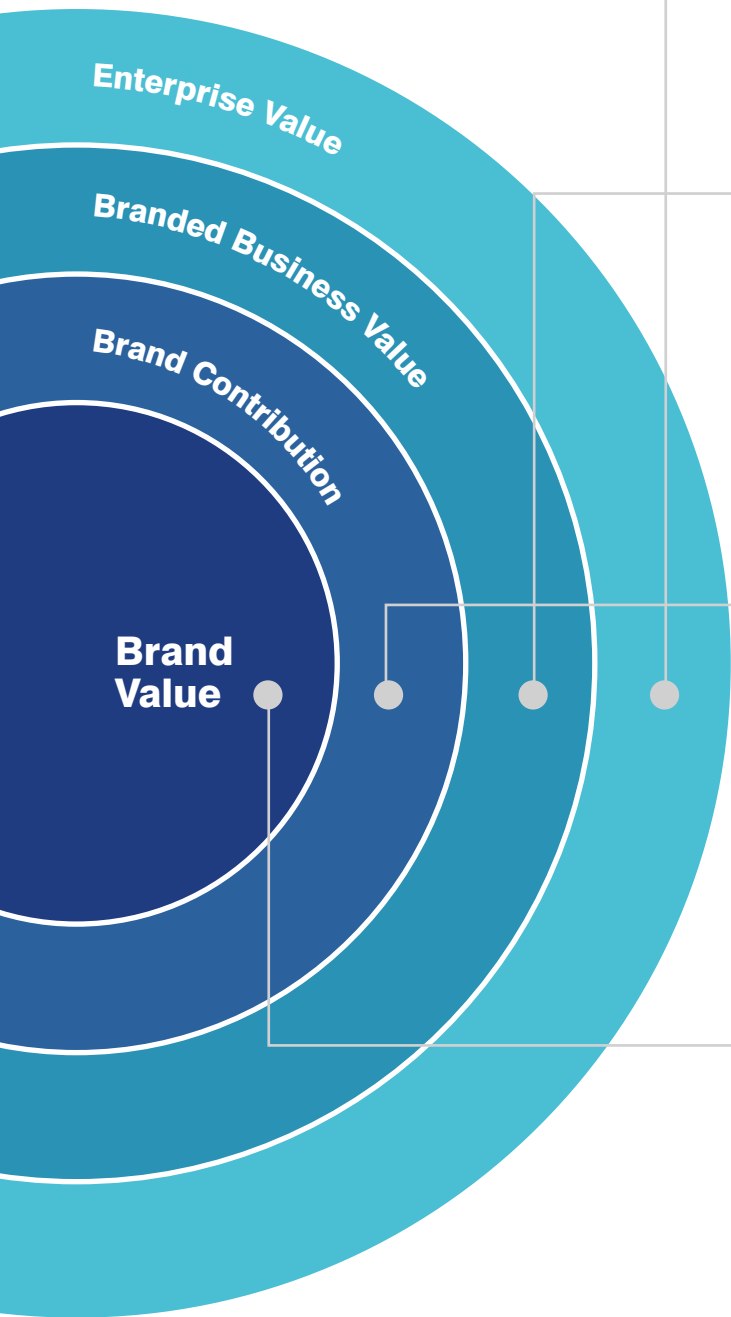 Enterprise Value
Branded Business Value
Brand Contribution
Brand
Value